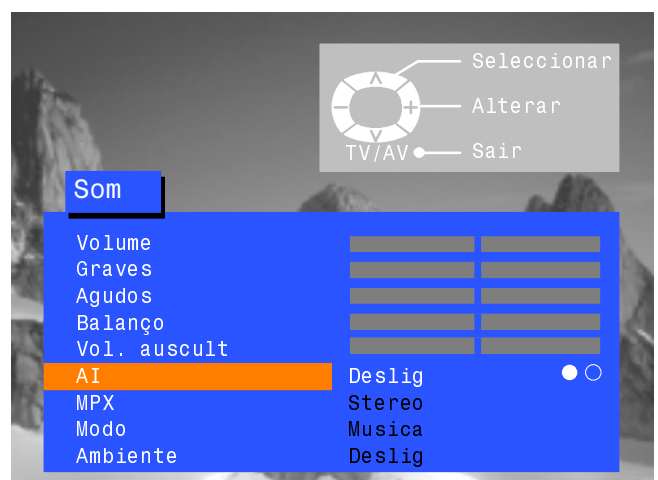 Seleccionar
Alterar
TV/AV Sair
Som
Volume
Graves
Agudos
Balanço
Vol. auscult
AI Deslig
MPX Stereo
Modo Musica
Ambiente Deslig